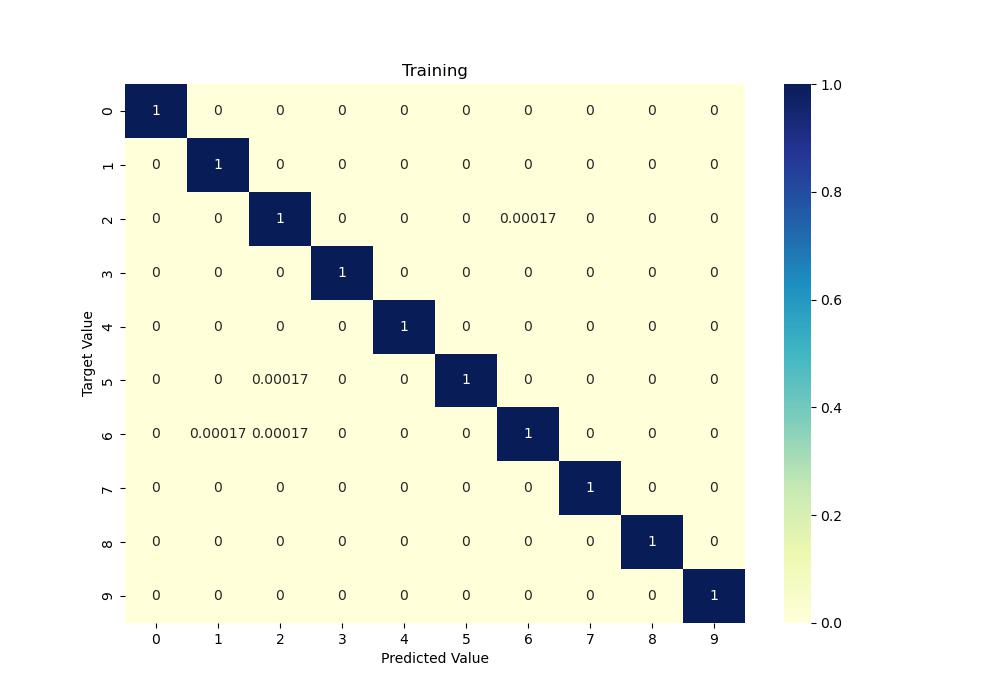 Training
0 1 0 0 0 0 0 0 0 0 0 1.0
1 0 1 0 0 0 0 0 0 0 0
0.8
2 0 0 1 0 0 0 0.00017 0 0 0
3 0 0 0 1 0 0 0 0 0 0
0.6
4 0 0 0 0 1 0 0 0 0 0
Target Value
5 0 0 0.00017 0 0 1 0 0 0 0
0.4
6 0 0.00017 0.00017 0 0 0 1 0 0 0
7 0 0 0 0 0 0 0 1 0 0
0.2
8 0 0 0 0 0 0 0 0 1 0
9 0 0 0 0 0 0 0 0 0 1
0.0
0 1 2 3 4 5 6 7 8 9
Predicted Value